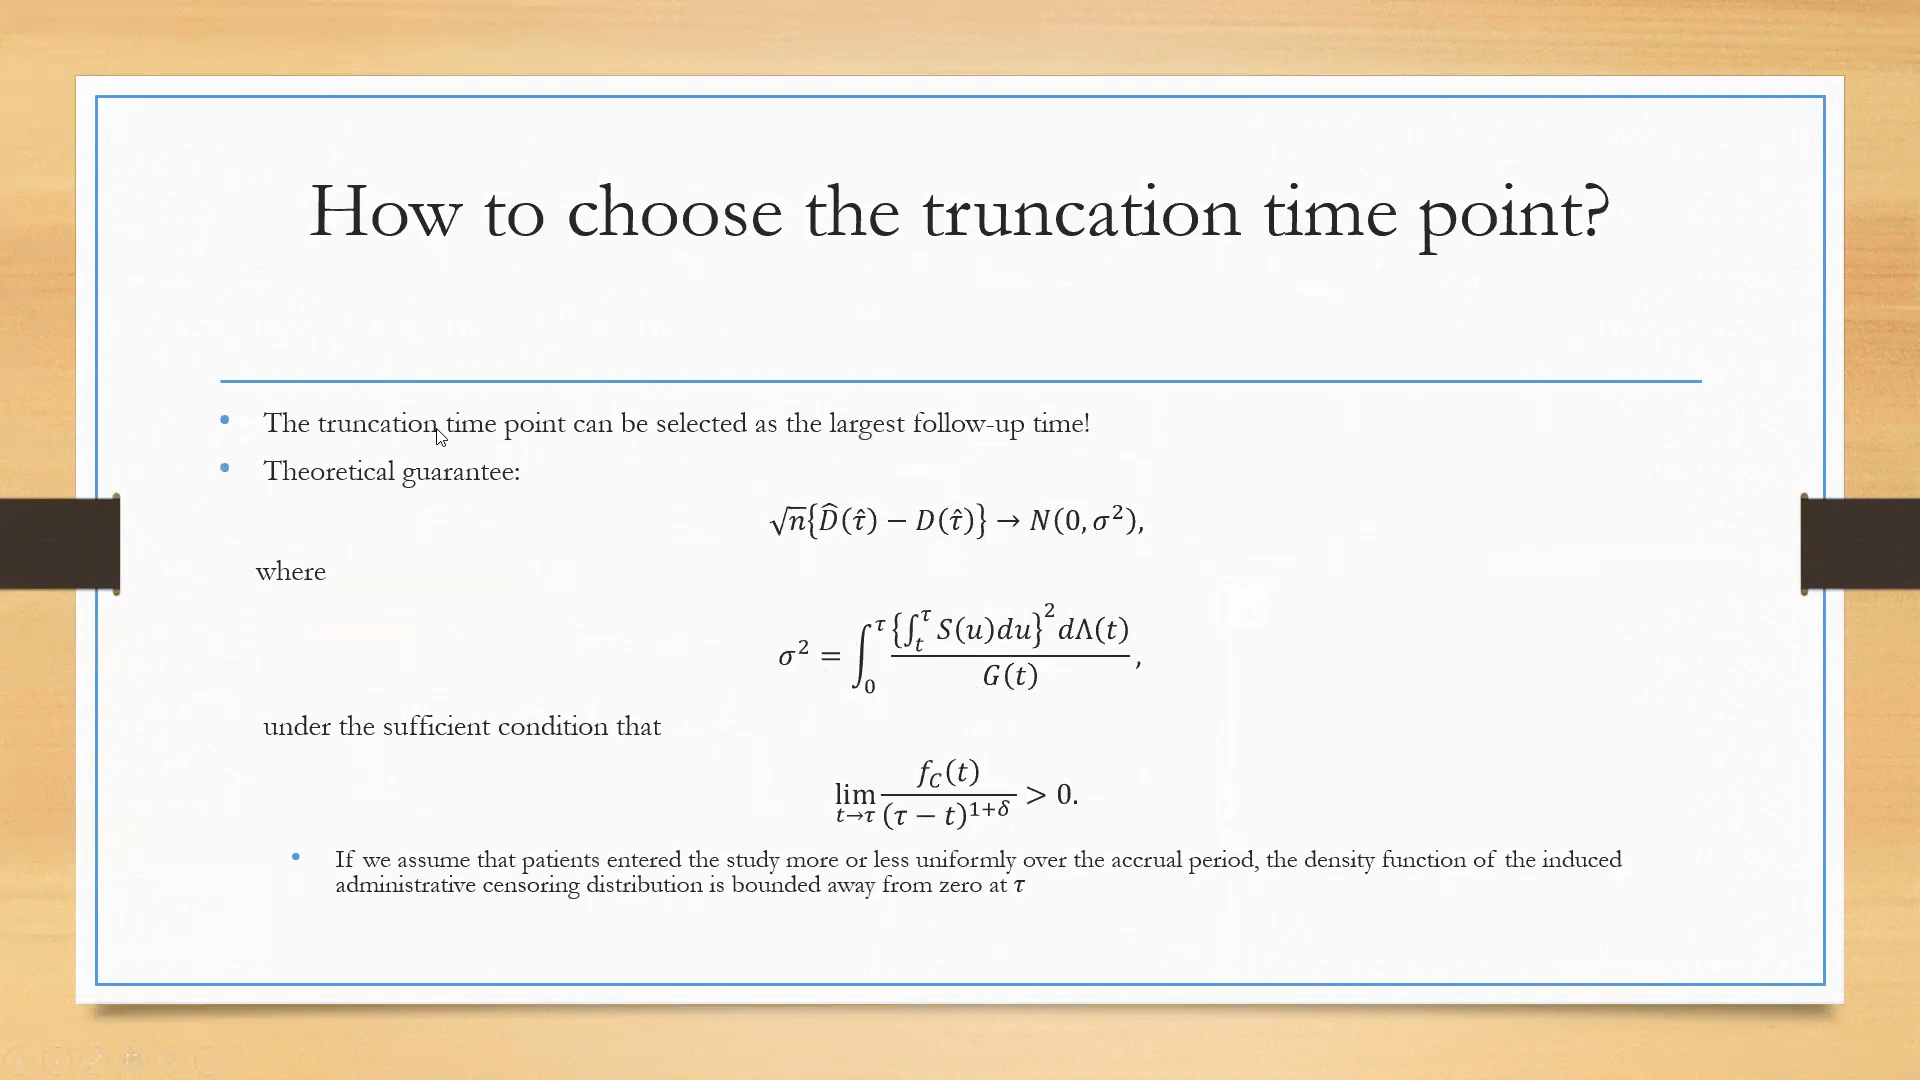 How to choose the truncation time point?
• The truncation time point can be selected as the largest follow-up time!
• Theoretical guarantee:
√n{D̂(τ̂) − D(τ̂)} → N(0, σ²),
where
σ² = ∫₀^τ {∫ₜ^τ S(u)du}² dΛ(t) / G(t),
under the sufficient condition that
lim t→τ f_C(t) / (τ − t)^{1+δ} > 0.
• If we assume that patients entered the study more or less uniformly over the accrual period, the density function of the induced
administrative censoring distribution is bounded away from zero at τ